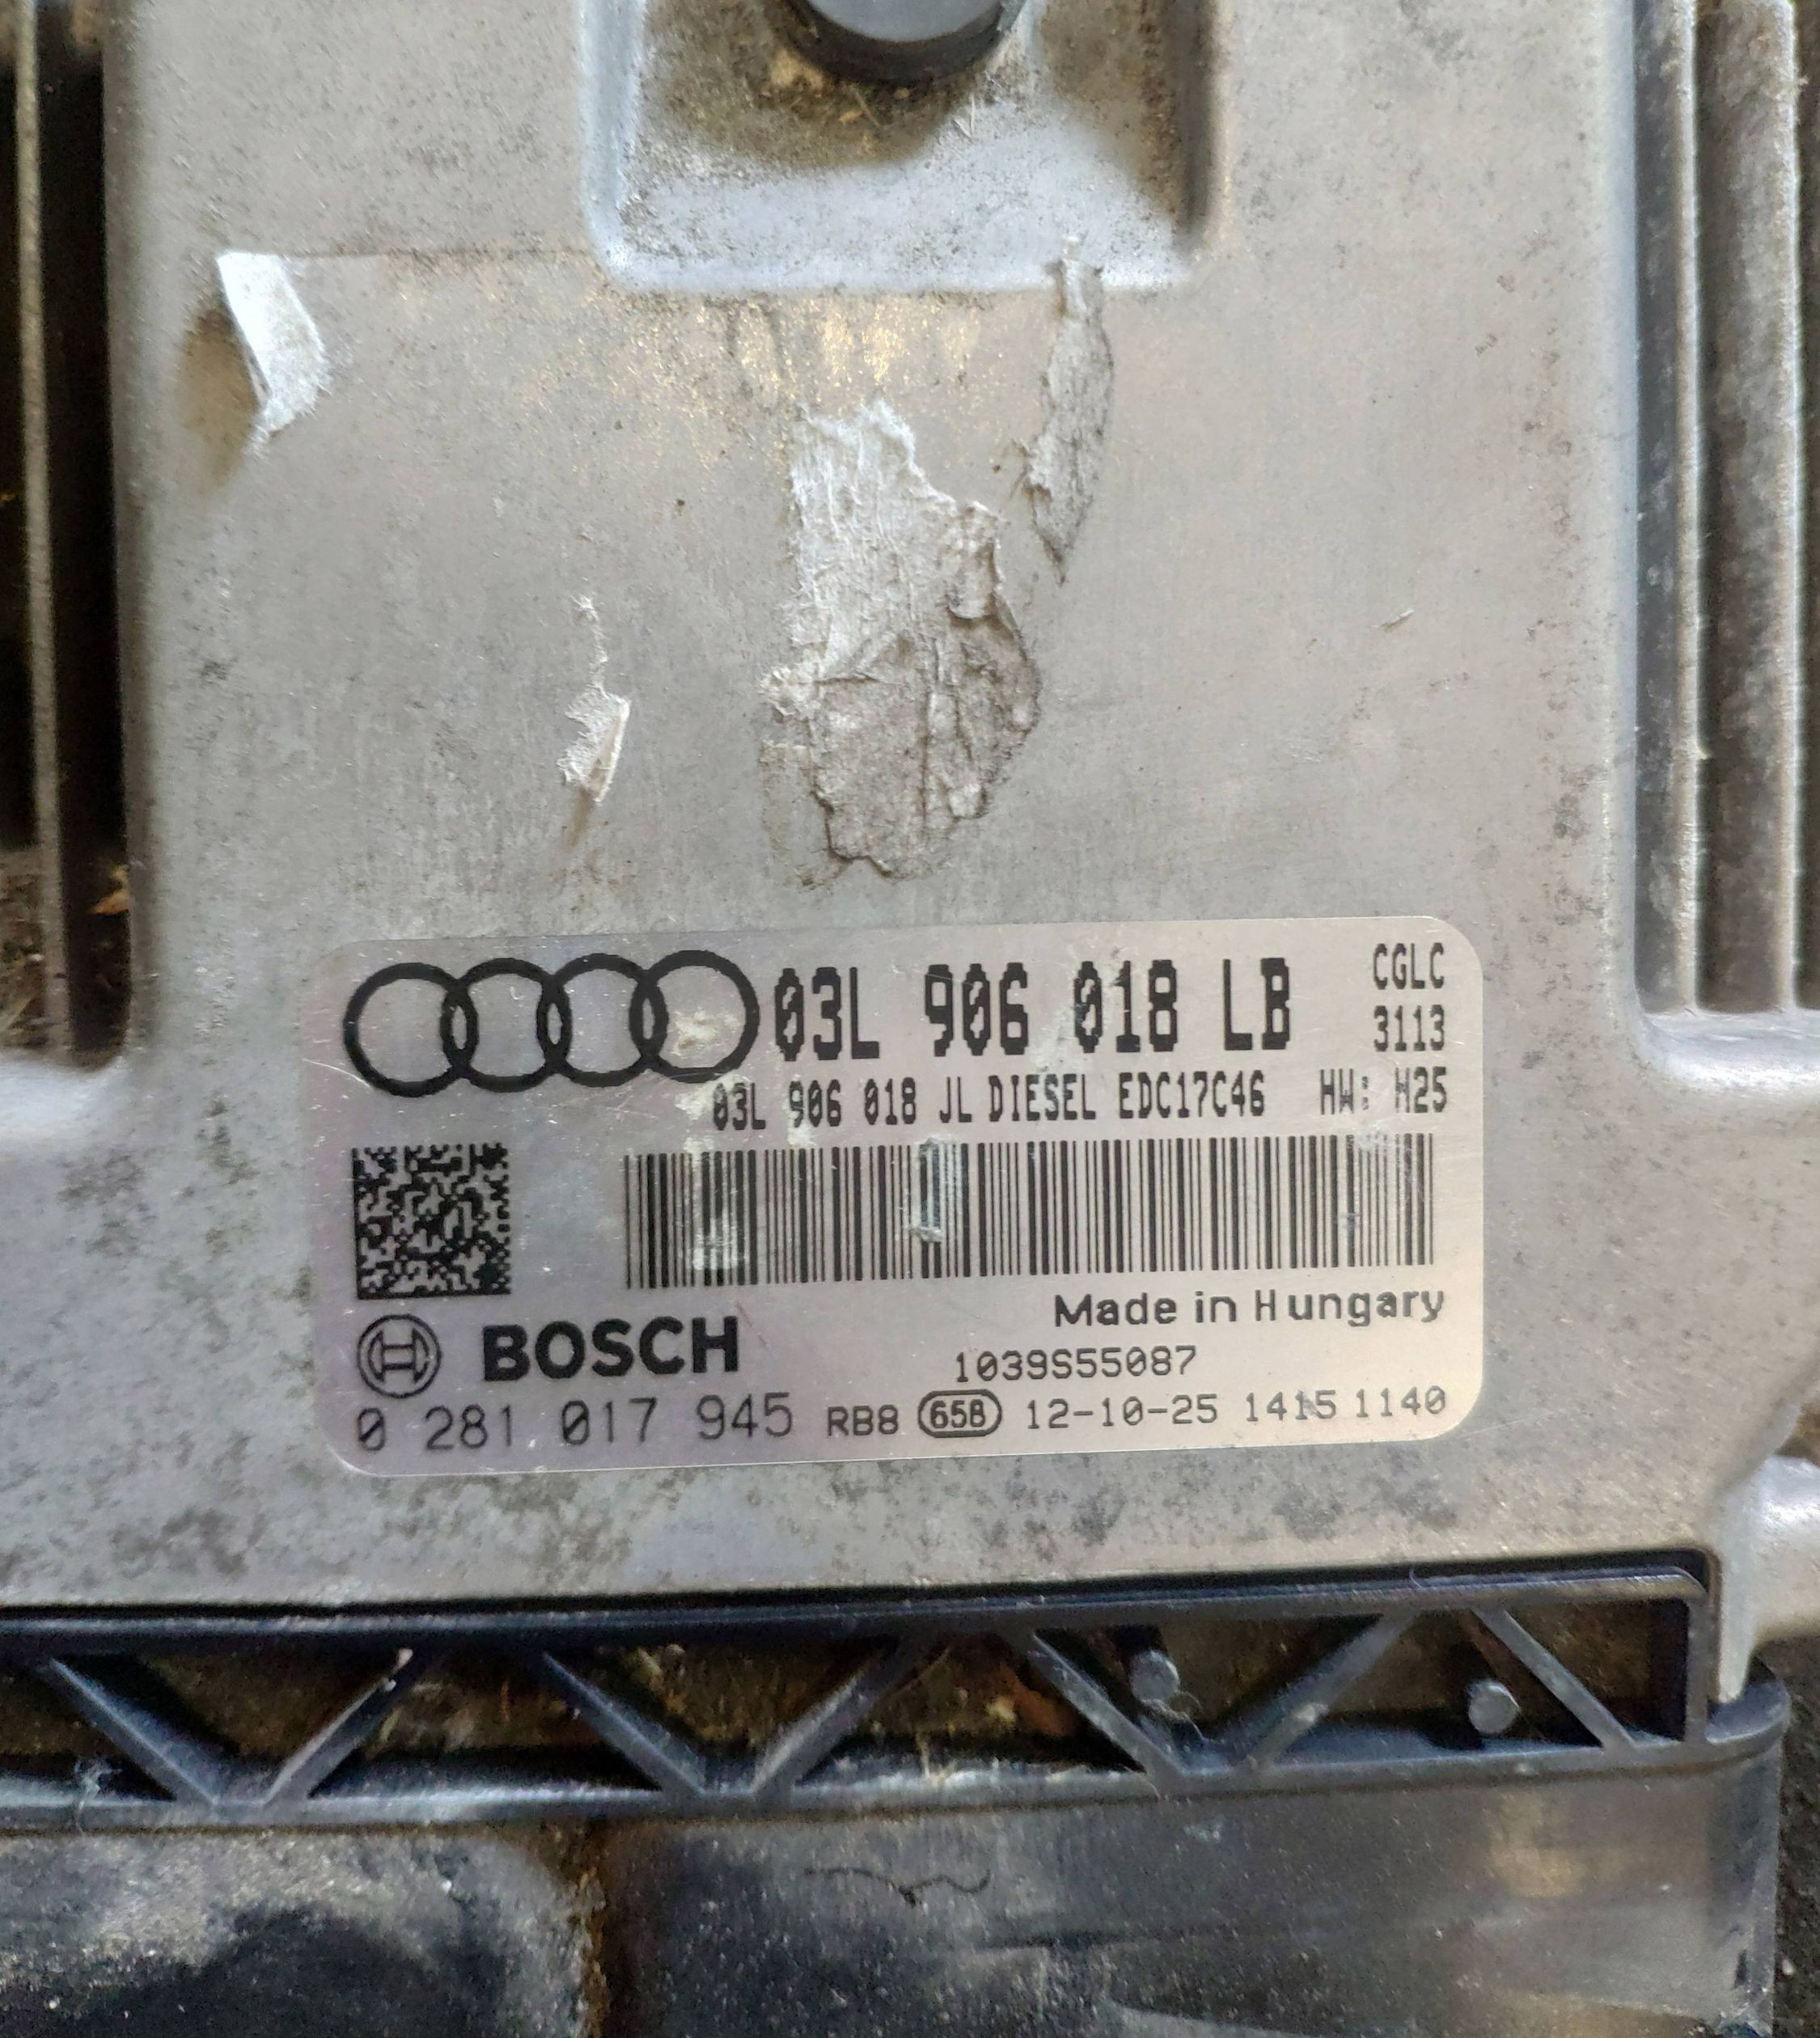 03L 906 018 LB CGLC
3113
03L 906 018 JL DIESEL EDC17C46 HW: H25
Made in Hungary
BOSCH 1039S55087
0 281 017 945 RB8 65B 12-10-25 1415 1140